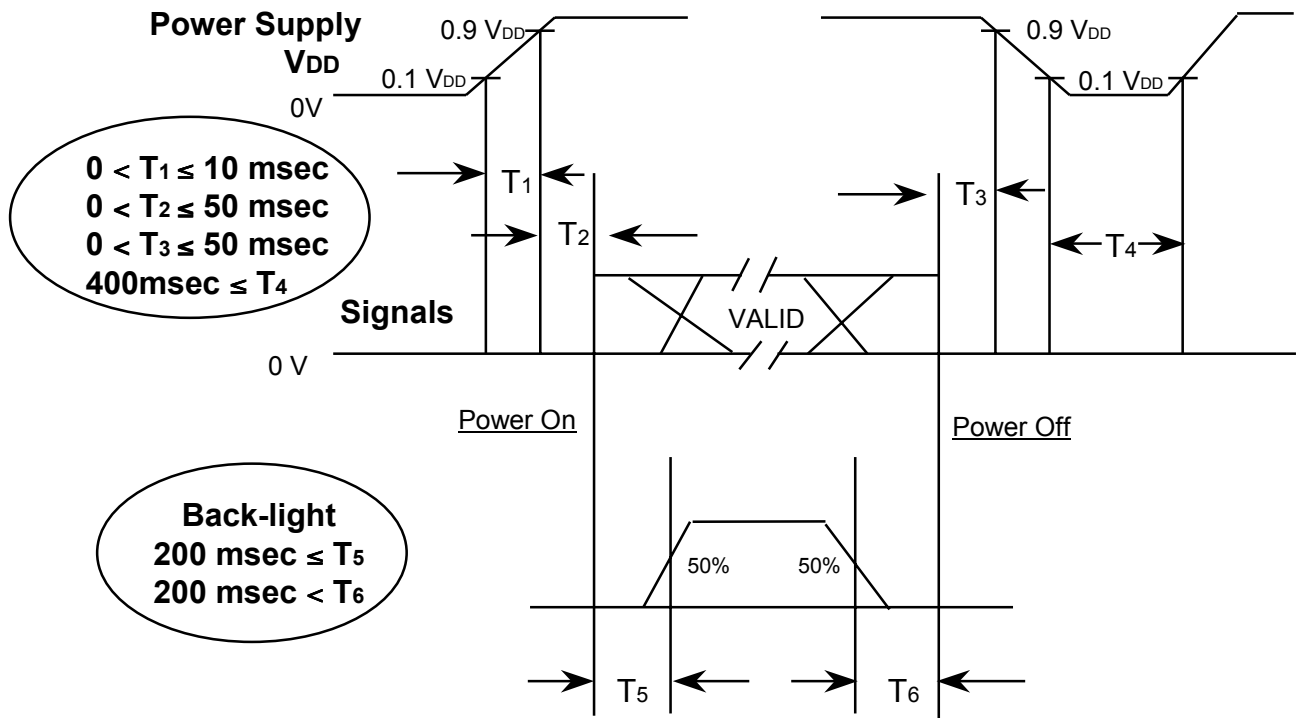 Power Supply
VDD
0.9 VDD
0.1 VDD
0V
0.9 VDD
0.1 VDD
0 < T1 ≤ 10 msec
0 < T2 ≤ 50 msec
0 < T3 ≤ 50 msec
400msec ≤ T4
T1
T2
T3
T4
Signals
VALID
0 V
Power On
Power Off
Back-light
200 msec ≤ T5
200 msec < T6
50%
50%
T5
T6